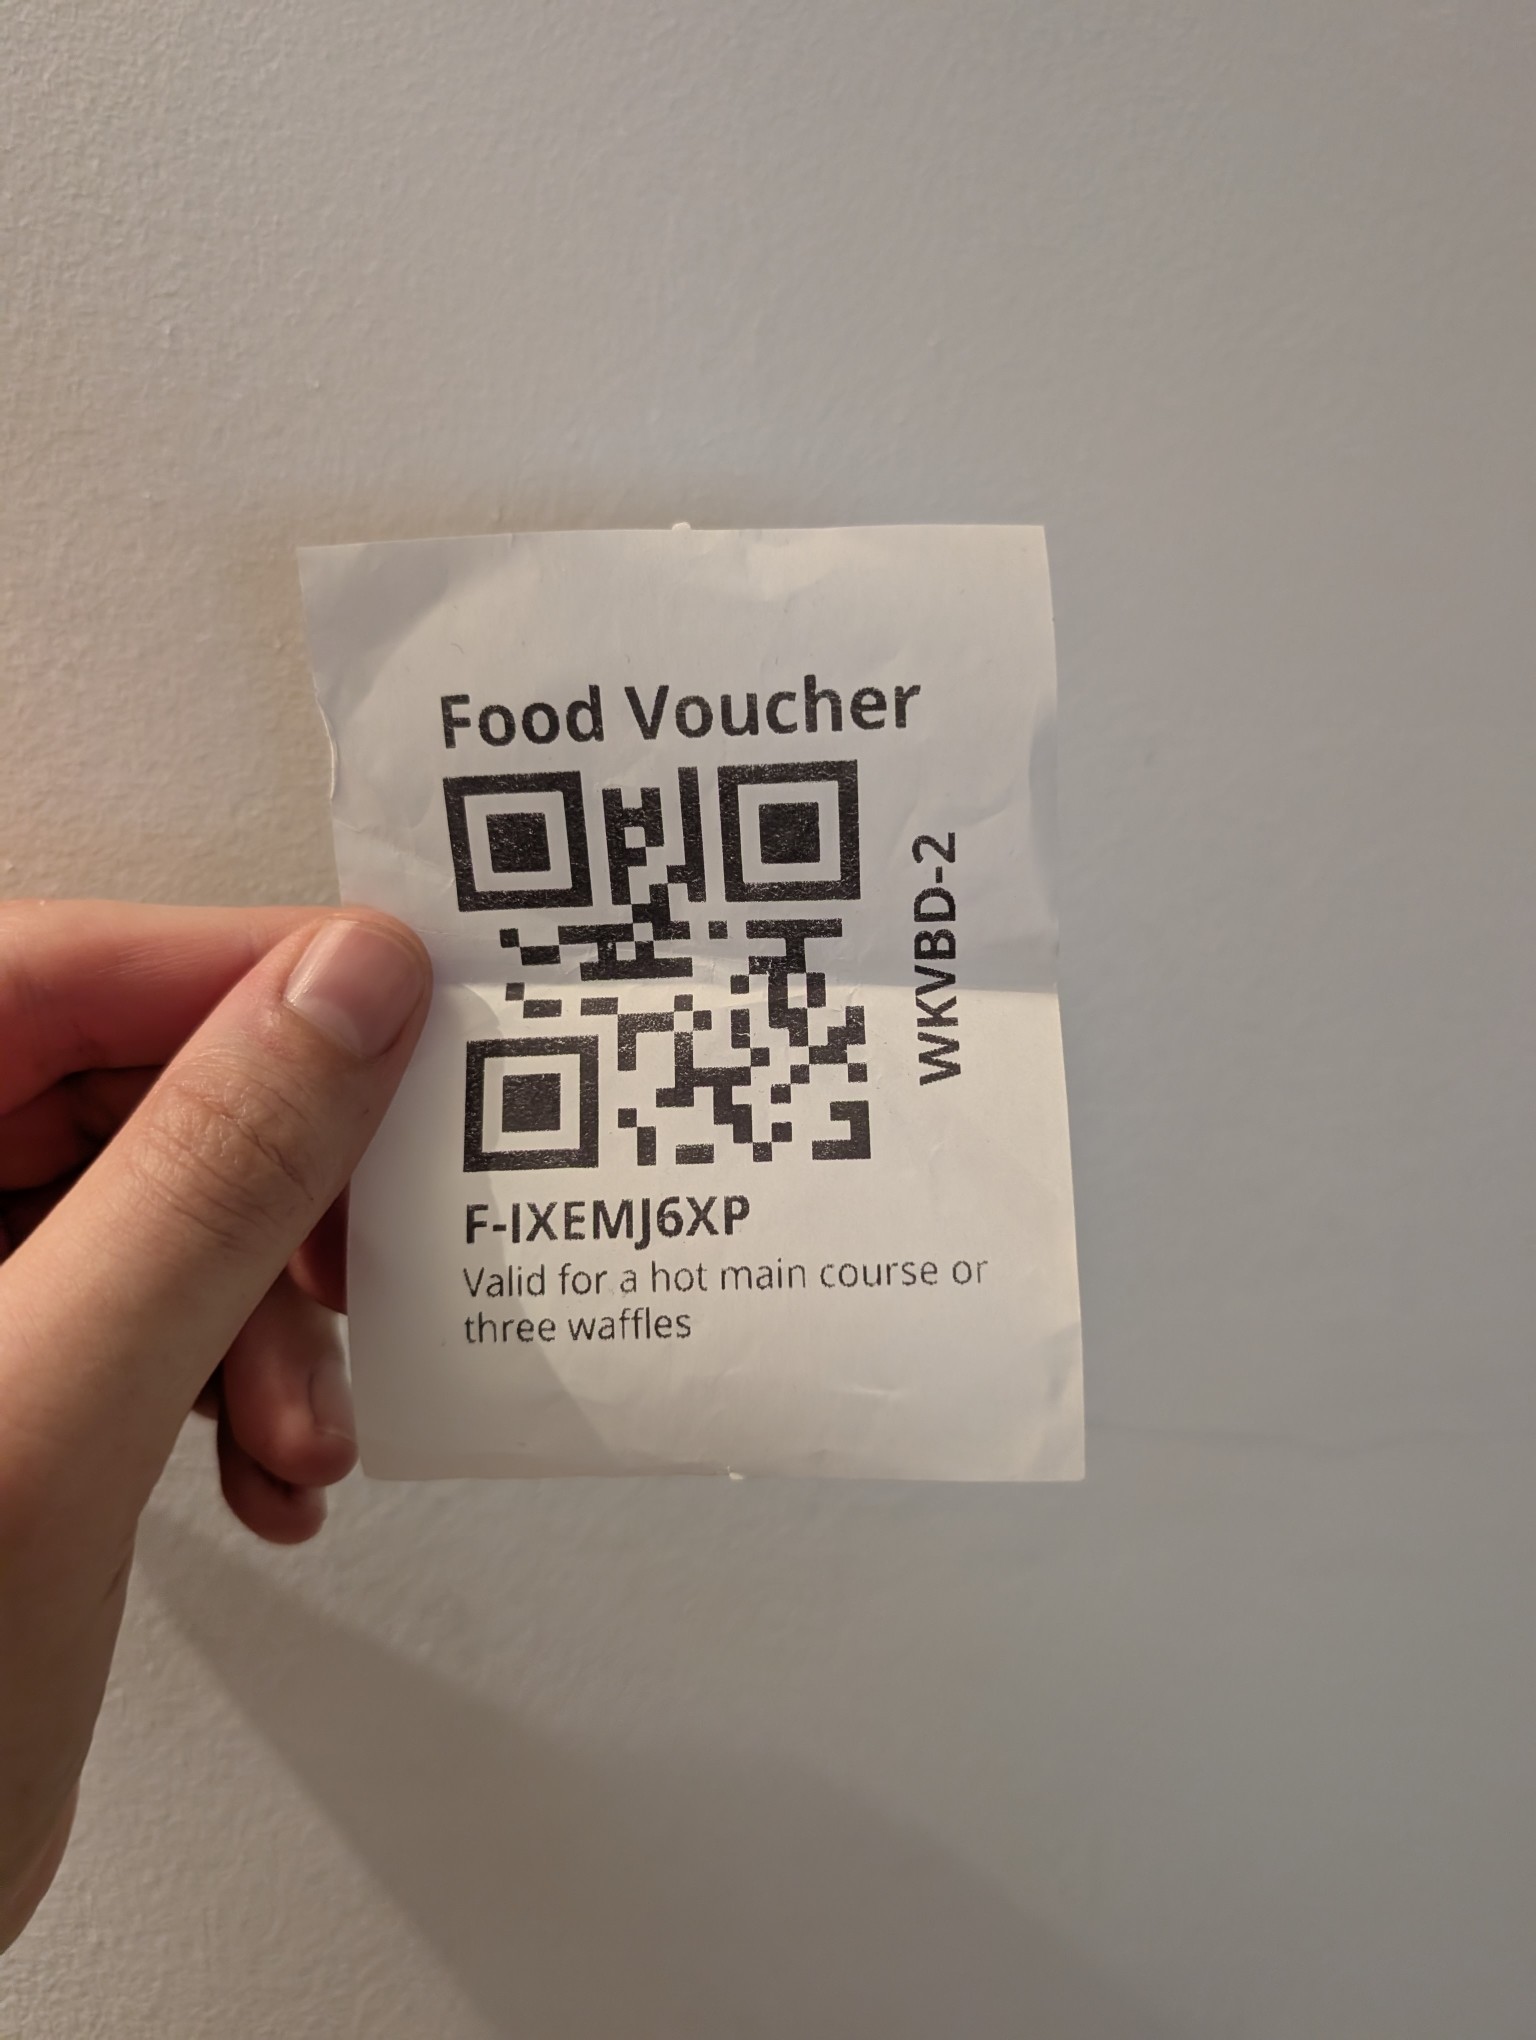 Food Voucher
WKVBD-2
F-IXEMJ6XP
Valid for a hot main course or
three waffles